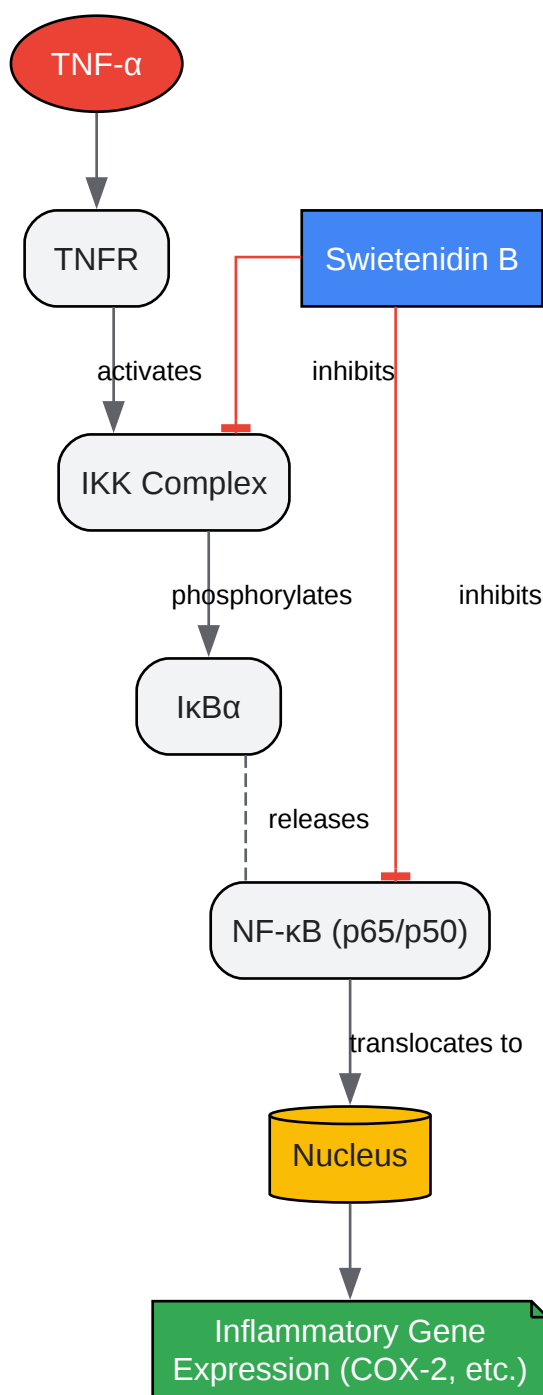 TNF-α
TNFR
Swietenidin B
activates
inhibits
IKK Complex
phosphorylates
inhibits
IκBα
releases
NF-κB (p65/p50)
translocates to
Nucleus
Inflammatory Gene
Expression (COX-2, etc.)